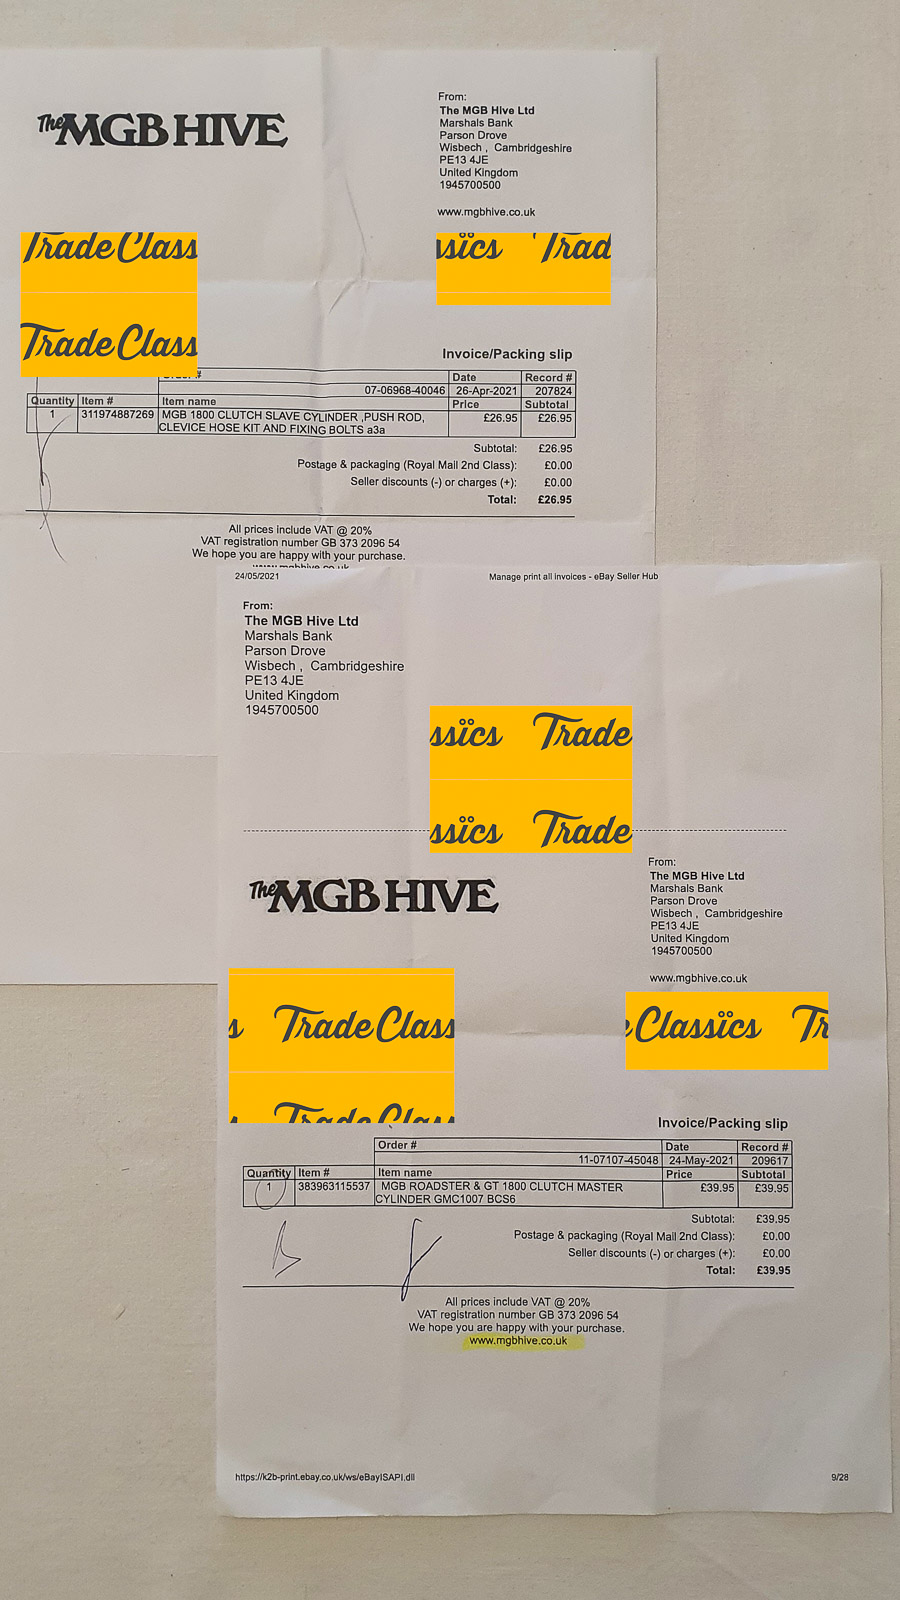 The MGB HIVE
From:
The MGB Hive Ltd
Marshals Bank
Parson Drove
Wisbech , Cambridgeshire
PE13 4JE
United Kingdom
1945700500
www.mgbhive.co.uk
Trade Class
Trade Class
ssïcs Trad
Invoice/Packing slip
Order # Date Record #
07-06968-40046 26-Apr-2021 207824
Quantity Item # Item name Price Subtotal
1 311974887269 MGB 1800 CLUTCH SLAVE CYLINDER ,PUSH ROD, £26.95 £26.95
CLEVICE HOSE KIT AND FIXING BOLTS a3a
Subtotal: £26.95
Postage & packaging (Royal Mail 2nd Class): £0.00
Seller discounts (-) or charges (+): £0.00
Total: £26.95
All prices include VAT @ 20%
VAT registration number GB 373 2096 54
We hope you are happy with your purchase.
www.mgbhive.co.uk
24/05/2021 Manage print all invoices - eBay Seller Hub
From:
The MGB Hive Ltd
Marshals Bank
Parson Drove
Wisbech , Cambridgeshire
PE13 4JE
United Kingdom
1945700500
ssïcs Trade
ssïcs Trade
The MGB HIVE
From:
The MGB Hive Ltd
Marshals Bank
Parson Drove
Wisbech , Cambridgeshire
PE13 4JE
United Kingdom
1945700500
www.mgbhive.co.uk
s Trade Class
s Trade Class
e Classïcs Tr
Invoice/Packing slip
Order # Date Record #
11-07107-45048 24-May-2021 209617
Quantity Item # Item name Price Subtotal
1 383963115537 MGB ROADSTER & GT 1800 CLUTCH MASTER £39.95 £39.95
CYLINDER GMC1007 BCS6
Subtotal: £39.95
Postage & packaging (Royal Mail 2nd Class): £0.00
Seller discounts (-) or charges (+): £0.00
Total: £39.95
All prices include VAT @ 20%
VAT registration number GB 373 2096 54
We hope you are happy with your purchase.
www.mgbhive.co.uk
https://k2b-print.ebay.co.uk/ws/eBayISAPI.dll 9/28